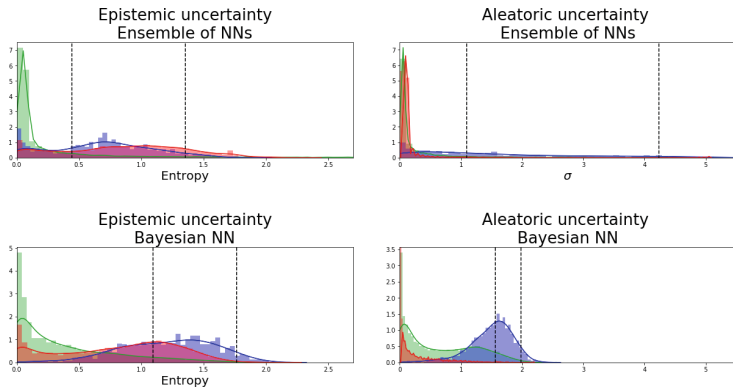 Epistemic uncertainty
Ensemble of NNs
7
6
5
4
3
2
1
0
0.0 0.5 1.0 1.5 2.0 2.5
Entropy
Aleatoric uncertainty
Ensemble of NNs
7
6
5
4
3
2
1
0
0 1 2 3 4 5
σ
Epistemic uncertainty
Bayesian NN
5
4
3
2
1
0
0.0 0.5 1.0 1.5 2.0 2.5
Entropy
Aleatoric uncertainty
Bayesian NN
3.5
3.0
2.5
2.0
1.5
1.0
0.5
0.0
0 1 2 3 4 5